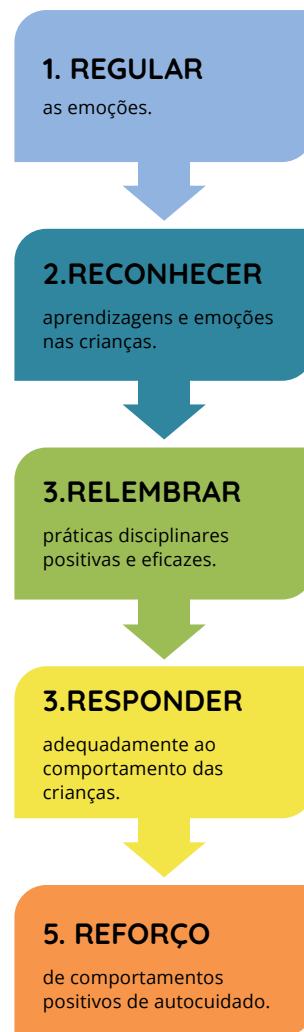 1. REGULAR
as emoções.
2.RECONHECER
aprendizagens e emoções
nas crianças.
3.RELEMBRAR
práticas disciplinares
positivas e eficazes.
3.RESPONDER
adequadamente ao
comportamento das
crianças.
5. REFORÇO
de comportamentos
positivos de autocuidado.